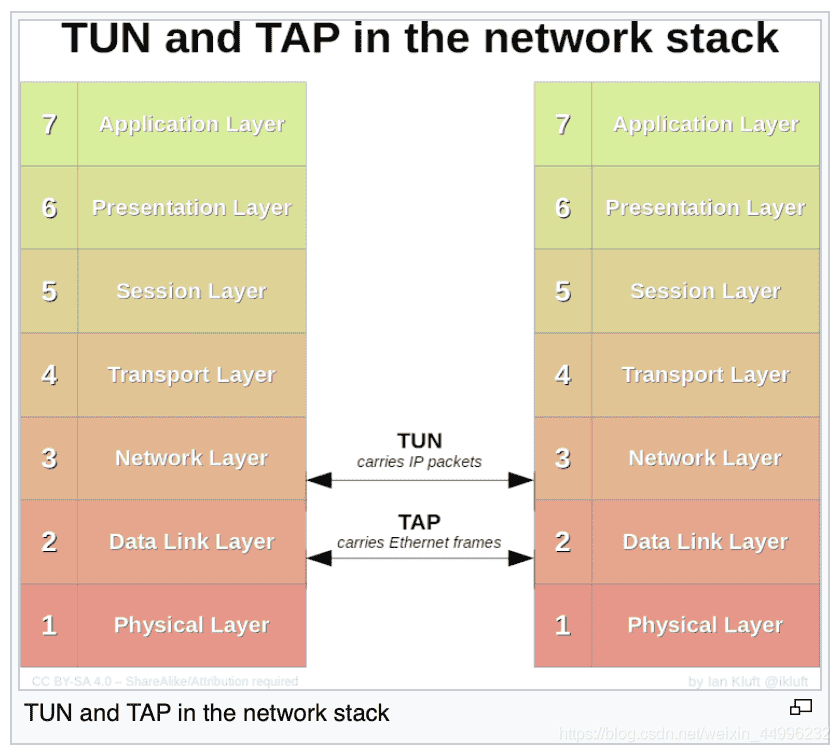 TUN and TAP in the network stack
7 Application Layer
6 Presentation Layer
5 Session Layer
4 Transport Layer
3 Network Layer
2 Data Link Layer
1 Physical Layer
TUN
carries IP packets
TAP
carries Ethernet frames
7 Application Layer
6 Presentation Layer
5 Session Layer
4 Transport Layer
3 Network Layer
2 Data Link Layer
1 Physical Layer
CC BY-SA 4.0 – ShareAlike/Attribution required
by Ian Kluft @ikluft
TUN and TAP in the network stack
https://blog.csdn.net/weixin_44996232